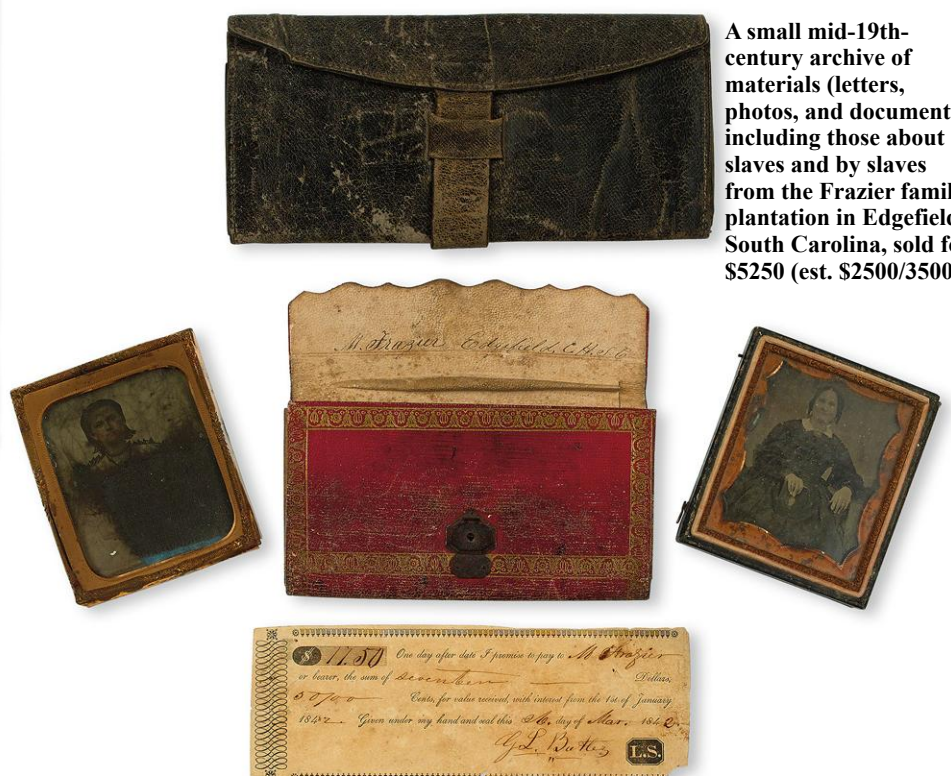 A small mid-19th-
century archive of
materials (letters,
photos, and document
including those about
slaves and by slaves
from the Frazier famil
plantation in Edgefield
South Carolina, sold f
$5250 (est. $2500/3500
M. Frazier Edgefield, C.H. S.C
$ 17.50 One day after date I promise to pay to M Frazier
or bearer, the sum of seventeen Dollars,
50/00 Cents, for value received, with interest from the 1st of January
1842 Given under my hand and seal this 26. day of Mar. 1842
Butler L.S.